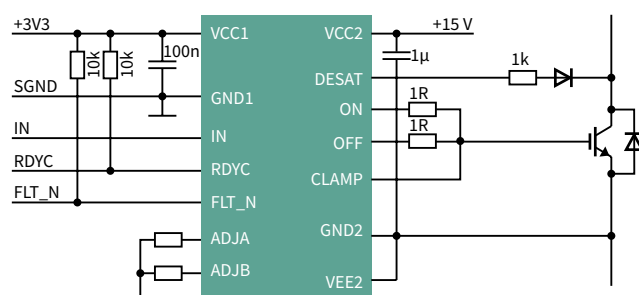 +3V3
VCC1
VCC2
+15 V
10k
10k
100n
1µ
DESAT
1k
SGND
GND1
ON
1R
IN
IN
OFF
1R
RDYC
RDYC
CLAMP
FLT_N
FLT_N
ADJA
GND2
ADJB
VEE2